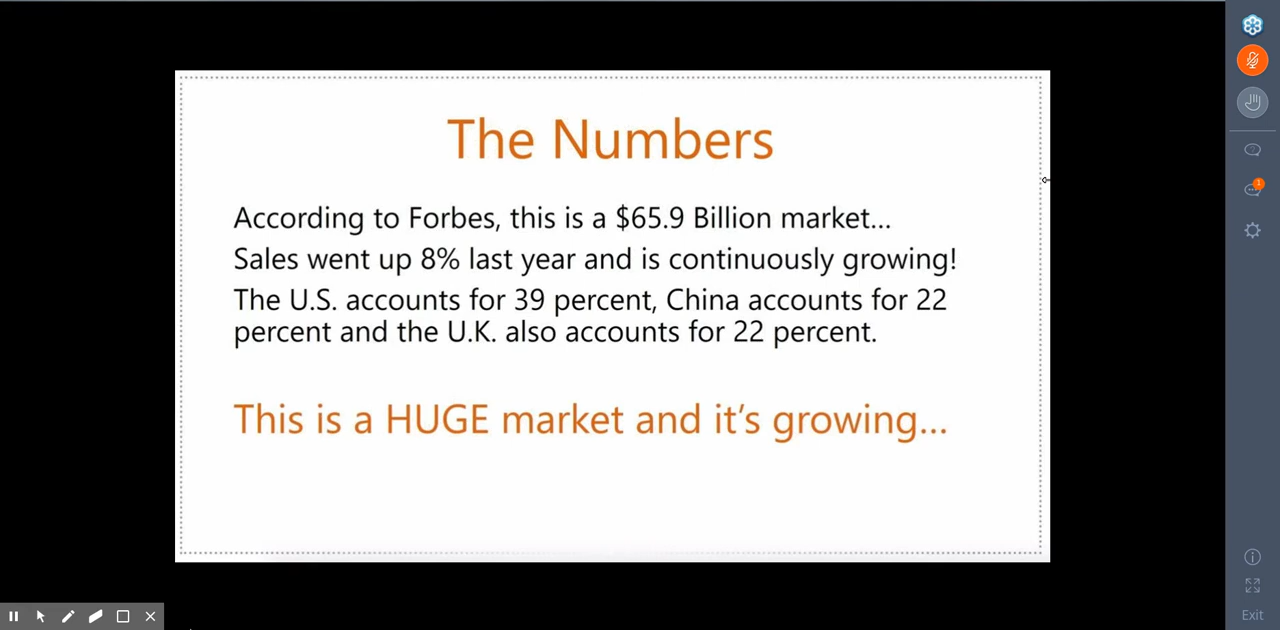 The Numbers
According to Forbes, this is a $65.9 Billion market...
Sales went up 8% last year and is continuously growing!
The U.S. accounts for 39 percent, China accounts for 22
percent and the U.K. also accounts for 22 percent.
This is a HUGE market and it's growing...
1
Exit